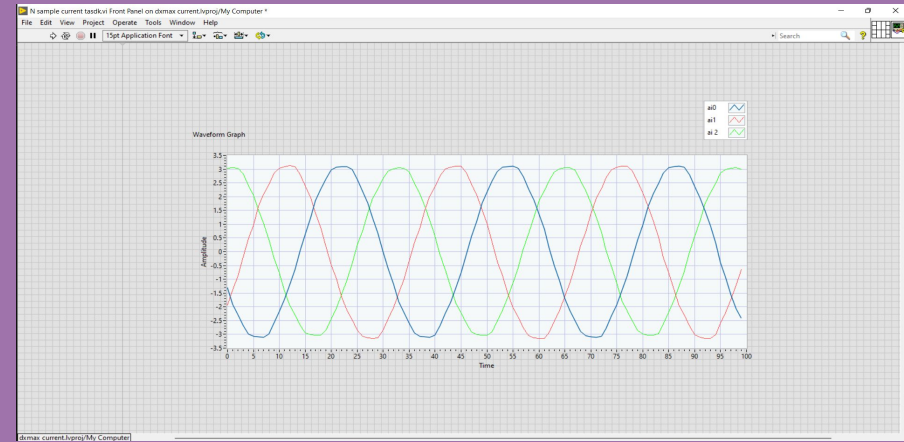 N sample current tasdk.vi Front Panel on dxmax current.lvproj/My Computer *
File Edit View Project Operate Tools Window Help
15pt Application Font
Search
ai0
ai1
ai 2
Waveform Graph
3.5
3
2.5
2
1.5
1
0.5
0
-0.5
-1
-1.5
-2
-2.5
-3
-3.5
Amplitude
0 5 10 15 20 25 30 35 40 45 50 55 60 65 70 75 80 85 90 95 100
Time
dxmax current.lvproj/My Computer